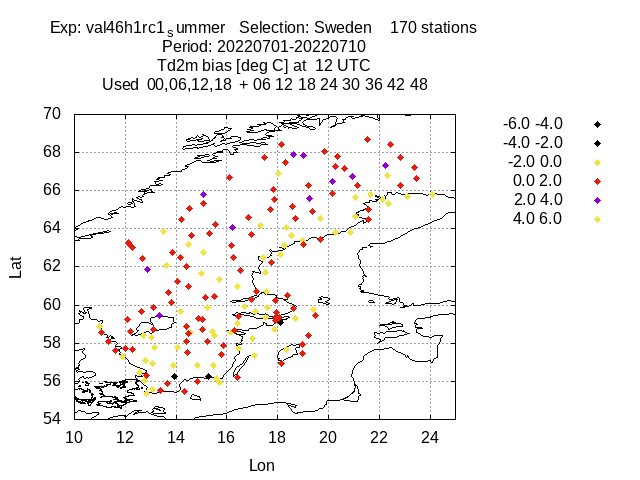 Exp: val46h1rc1summer Selection: Sweden 170 stations
Period: 20220701-20220710
Td2m bias [deg C] at 12 UTC
Used 00,06,12,18 + 06 12 18 24 30 36 42 48
70
68
66
64
62
60
58
56
54
Lat
10 12 14 16 18 20 22 24
Lon
-6.0 -4.0
-4.0 -2.0
-2.0 0.0
0.0 2.0
2.0 4.0
4.0 6.0